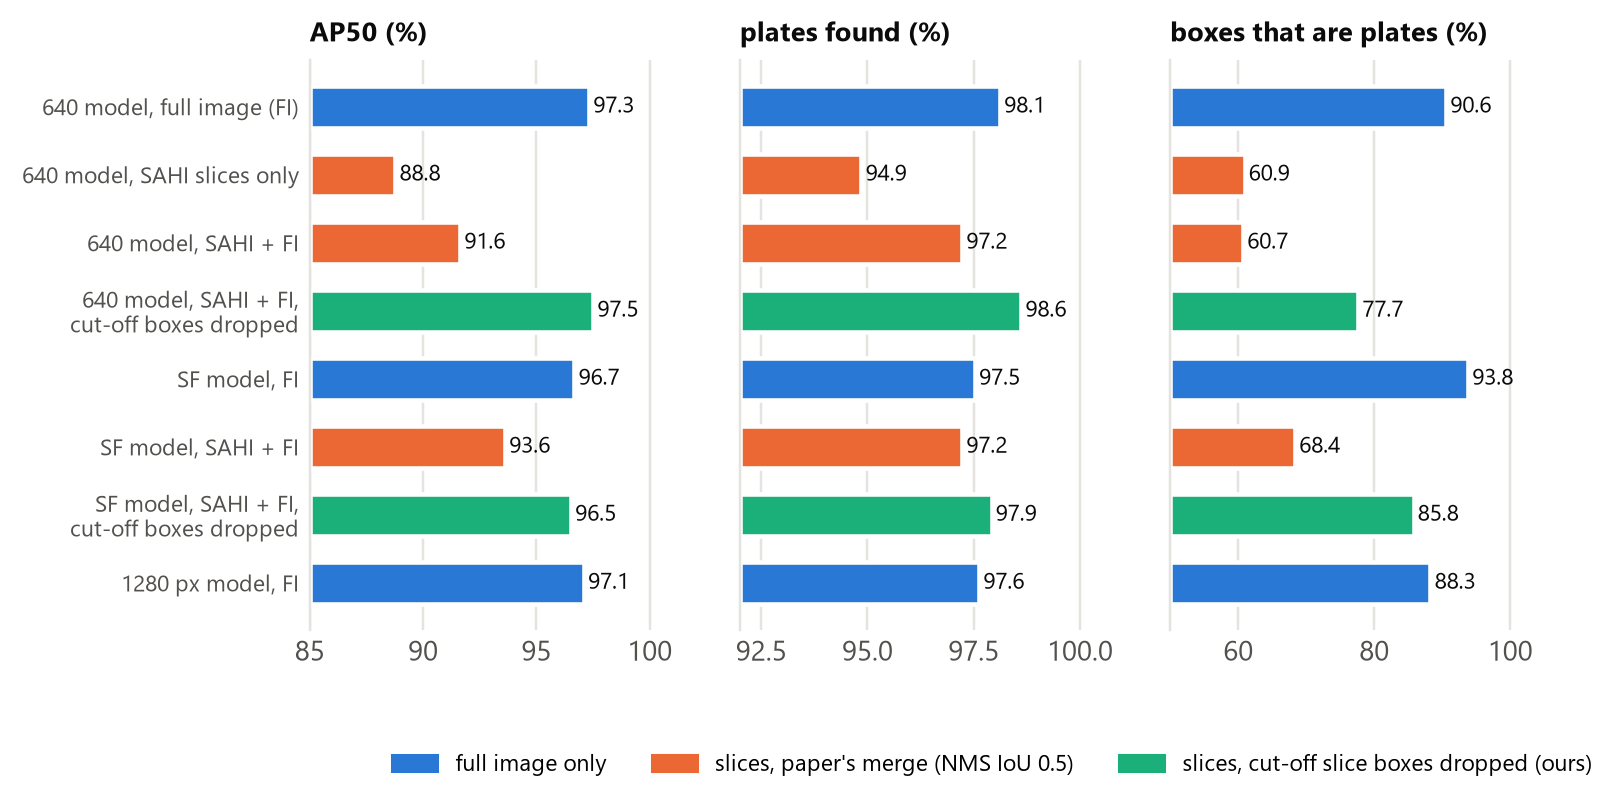 AP50 (%)
plates found (%)
boxes that are plates (%)
640 model, full image (FI)
97.3
98.1
90.6
640 model, SAHI slices only
88.8
94.9
60.9
640 model, SAHI + FI
91.6
97.2
60.7
640 model, SAHI + FI,
cut-off boxes dropped
97.5
98.6
77.7
SF model, FI
96.7
97.5
93.8
SF model, SAHI + FI
93.6
97.2
68.4
SF model, SAHI + FI,
cut-off boxes dropped
96.5
97.9
85.8
1280 px model, FI
97.1
97.6
88.3
85 90 95 100
92.5 95.0 97.5 100.0
60 80 100
full image only
slices, paper's merge (NMS IoU 0.5)
slices, cut-off slice boxes dropped (ours)